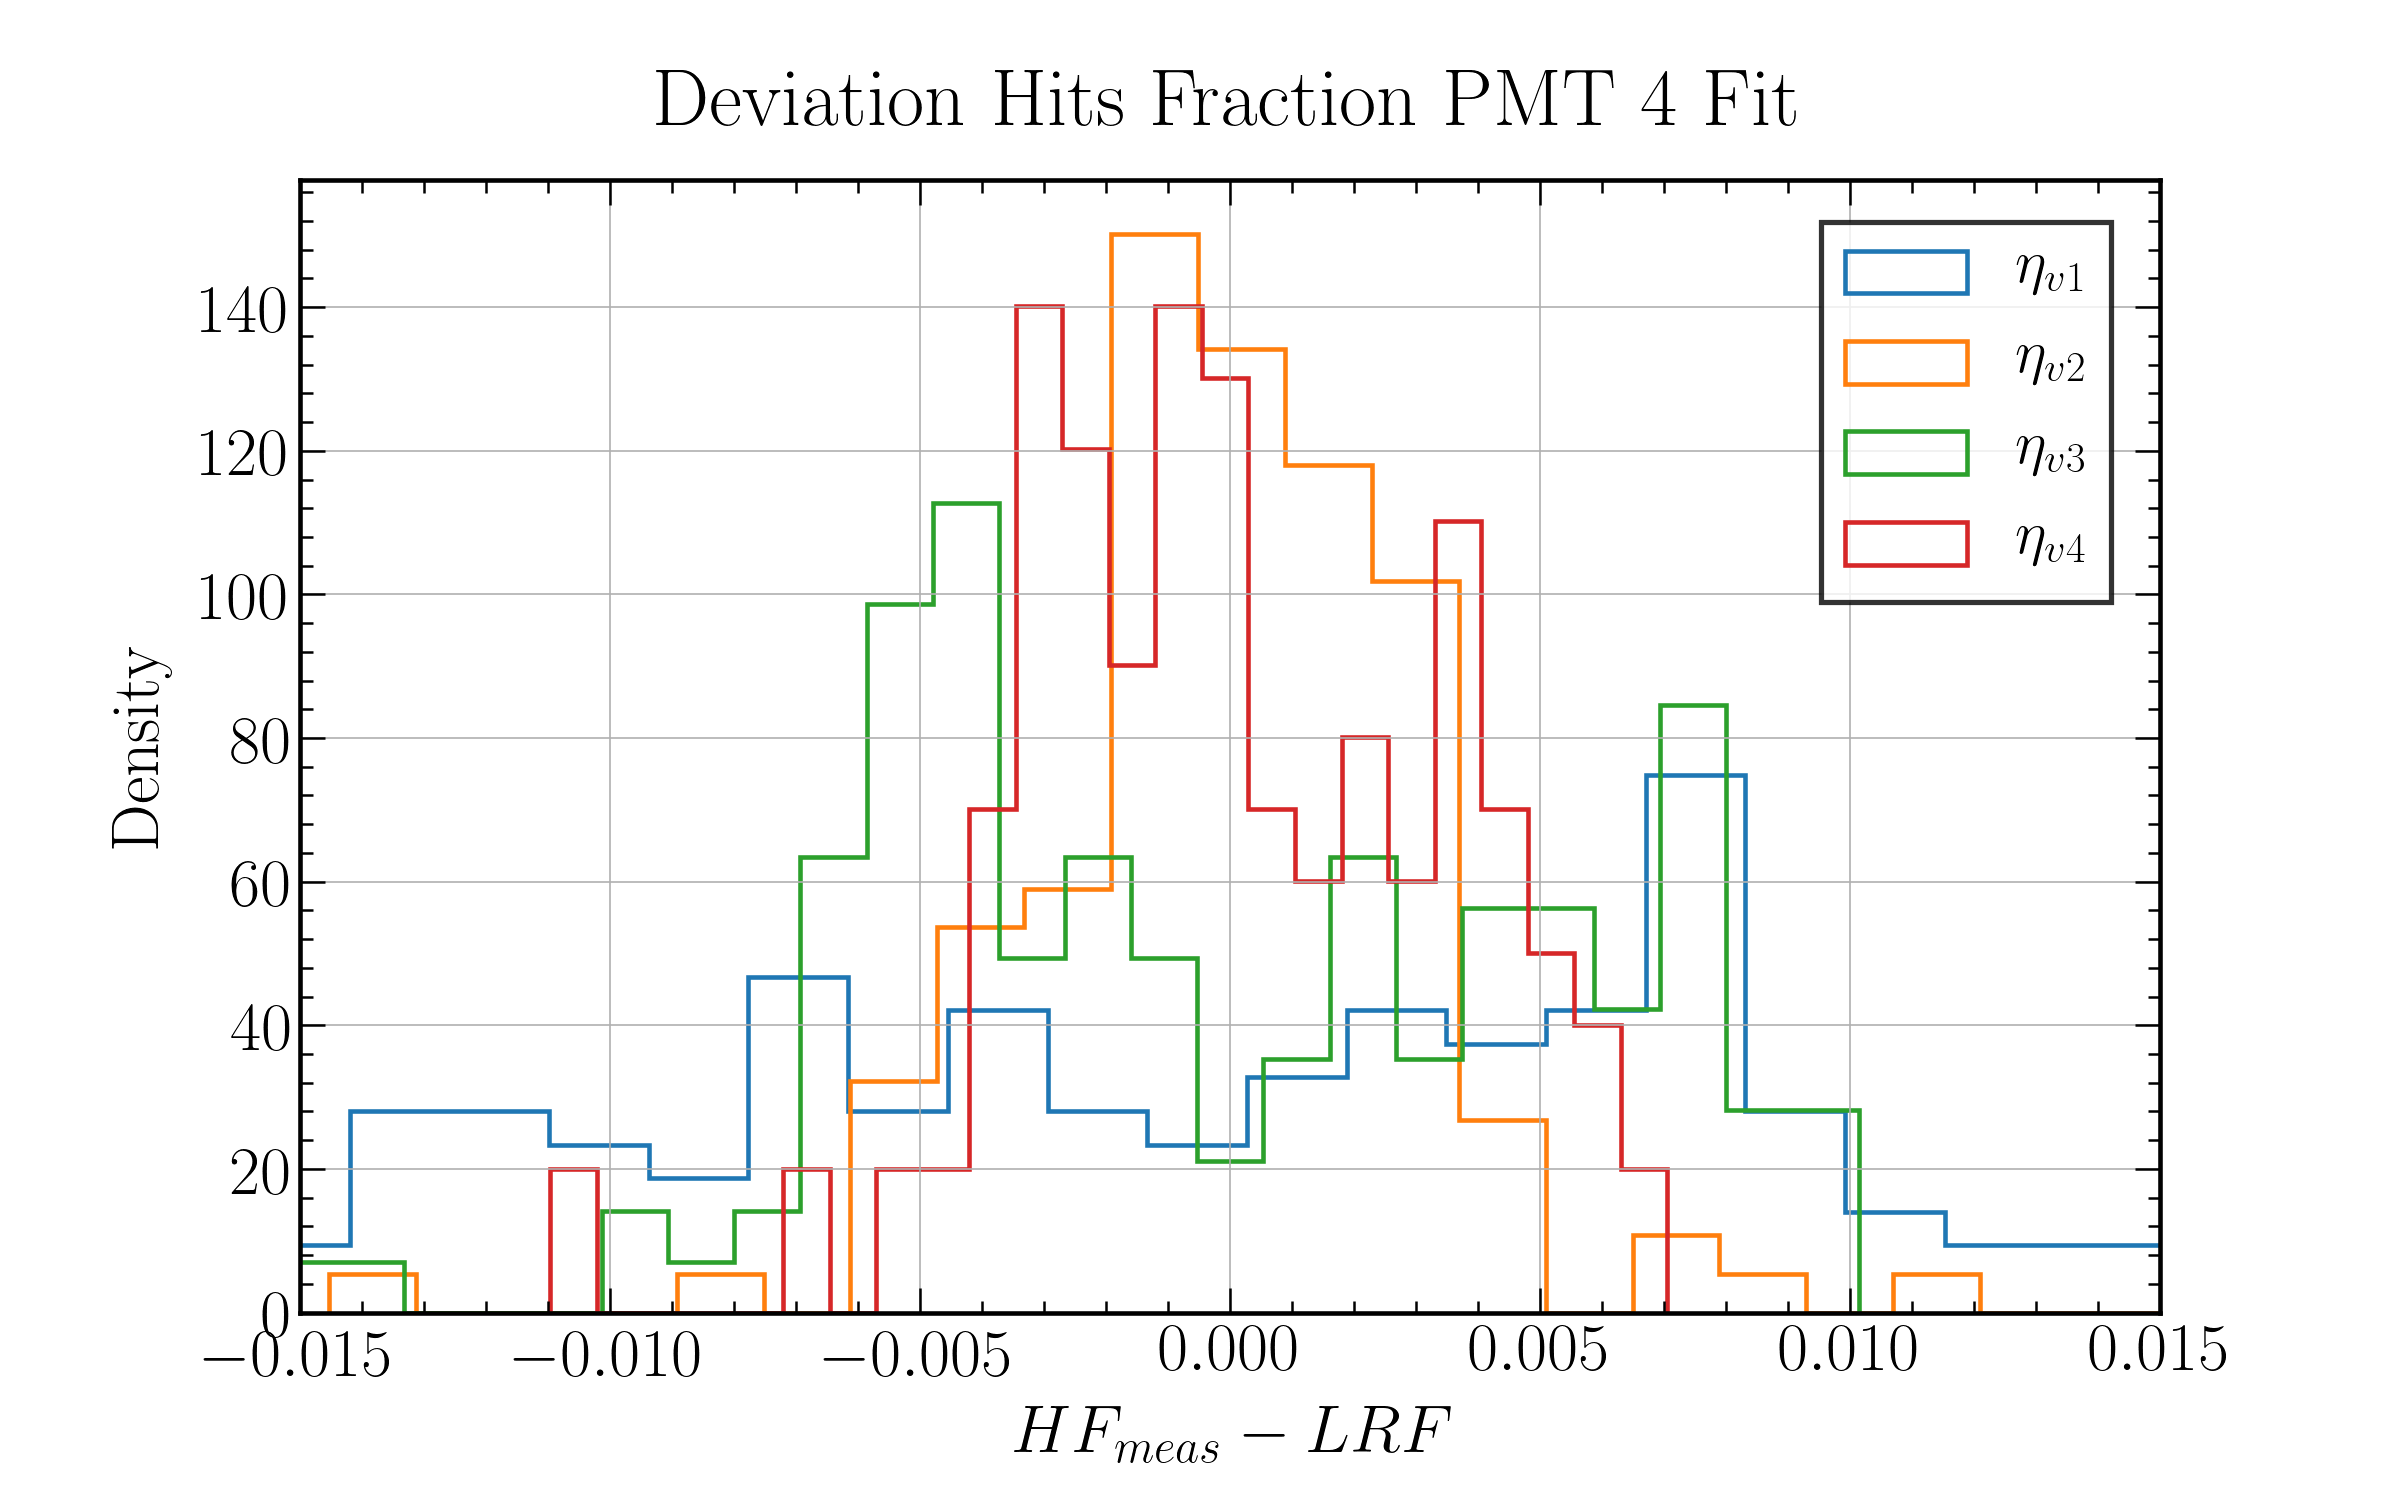 Deviation Hits Fraction PMT 4 Fit
Density
140
120
100
80
60
40
20
0
−0.015 −0.010 −0.005 0.000 0.005 0.010 0.015
HF_meas − LRF
η_v1
η_v2
η_v3
η_v4